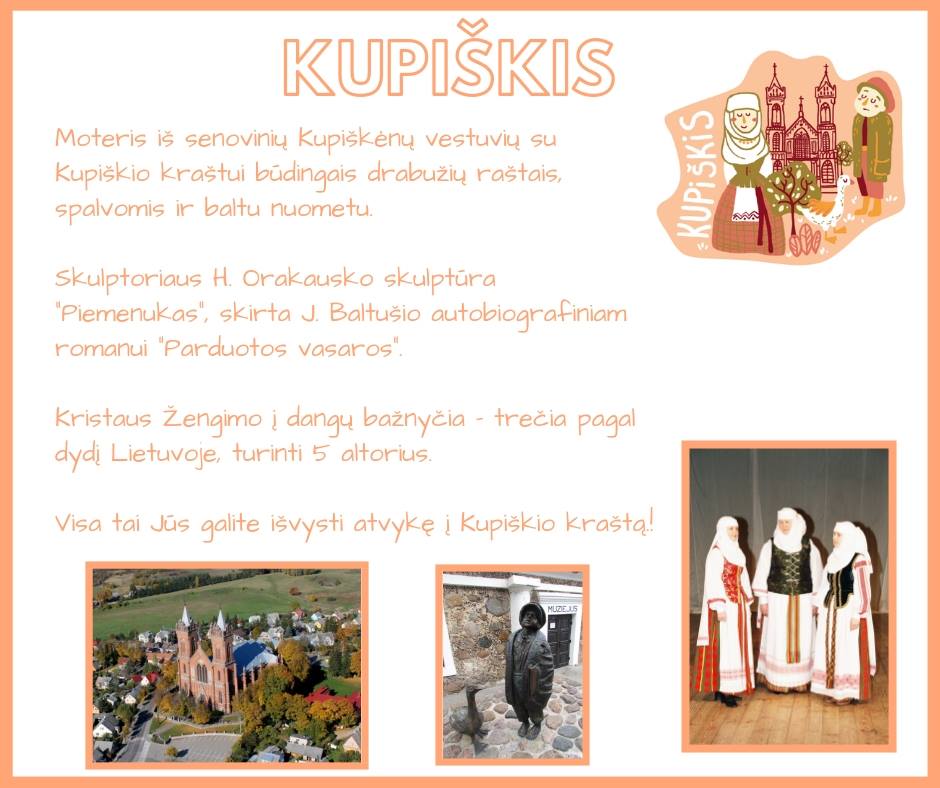 KUPIŠKIS
Moteris iš senovinių Kupiškėnų vestuvių su
Kupiškio kraštui būdingais drabužių raštais,
spalvomis ir baltu nuometu.
Skulptoriaus H. Orakausko skulptūra
"Piemenukas", skirta J. Baltušio autobiografiniam
romanui "Parduotos vasaros".
Kristaus Žengimo į dangų bažnyčia - trečia pagal
dydį Lietuvoje, turinti 5 altorius.
Visa tai Jūs galite išvysti atvykę į Kupiškio kraštą.!
KUPiŠKiS
MUZIEJUS